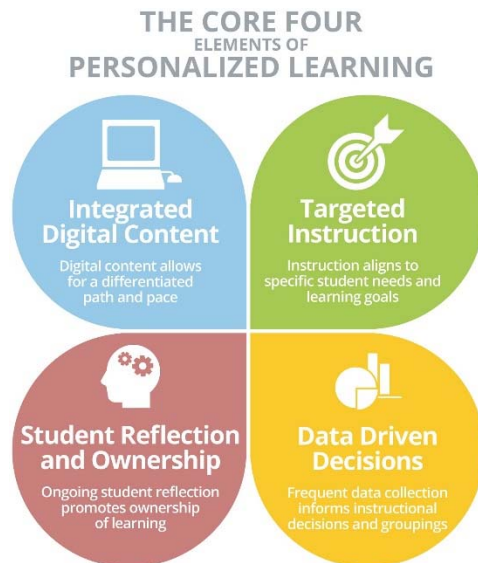 THE CORE FOUR
ELEMENTS OF
PERSONALIZED LEARNING
Integrated
Digital Content
Digital content allows
for a differentiated
path and pace
Targeted
Instruction
Instruction aligns to
specific student needs and
learning goals
Student Reflection
and Ownership
Ongoing student reflection
promotes ownership
of learning
Data Driven
Decisions
Frequent data collection
informs instructional
decisions and groupings